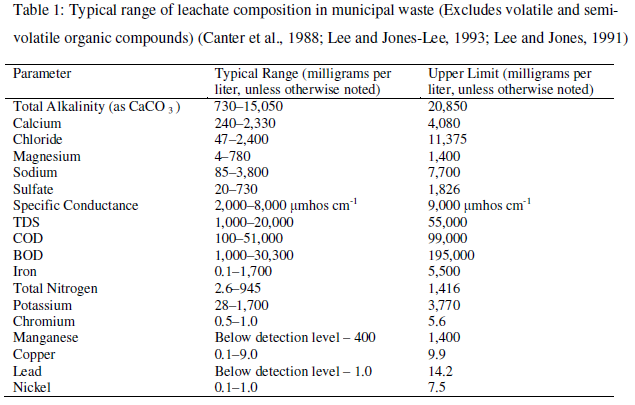 Table 1: Typical range of leachate composition in municipal waste (Excludes volatile and semi-
volatile organic compounds) (Canter et al., 1988; Lee and Jones-Lee, 1993; Lee and Jones, 1991)
Parameter Typical Range (milligrams per liter, unless otherwise noted) Upper Limit (milligrams per liter, unless otherwise noted)
Total Alkalinity (as CaCO3) 730–15,050 20,850
Calcium 240–2,330 4,080
Chloride 47–2,400 11,375
Magnesium 4–780 1,400
Sodium 85–3,800 7,700
Sulfate 20–730 1,826
Specific Conductance 2,000–8,000 µmhos cm-1 9,000 µmhos cm-1
TDS 1,000–20,000 55,000
COD 100–51,000 99,000
BOD 1,000–30,300 195,000
Iron 0.1–1,700 5,500
Total Nitrogen 2.6–945 1,416
Potassium 28–1,700 3,770
Chromium 0.5–1.0 5.6
Manganese Below detection level – 400 1,400
Copper 0.1–9.0 9.9
Lead Below detection level – 1.0 14.2
Nickel 0.1–1.0 7.5